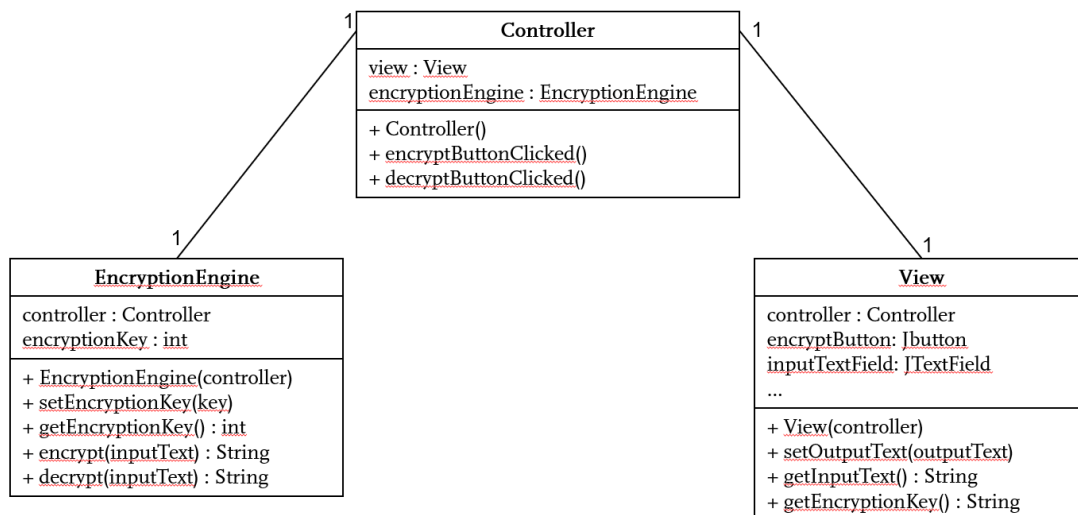 1
1
Controller
view : View
encryptionEngine : EncryptionEngine
+ Controller()
+ encryptButtonClicked()
+ decryptButtonClicked()
1
1
EncryptionEngine
controller : Controller
encryptionKey : int
+ EncryptionEngine(controller)
+ setEncryptionKey(key)
+ getEncryptionKey() : int
+ encrypt(inputText) : String
+ decrypt(inputText) : String
View
controller : Controller
encryptButton: Jbutton
inputTextField: JTextField
...
+ View(controller)
+ setOutputText(outputText)
+ getInputText() : String
+ getEncryptionKey() : String